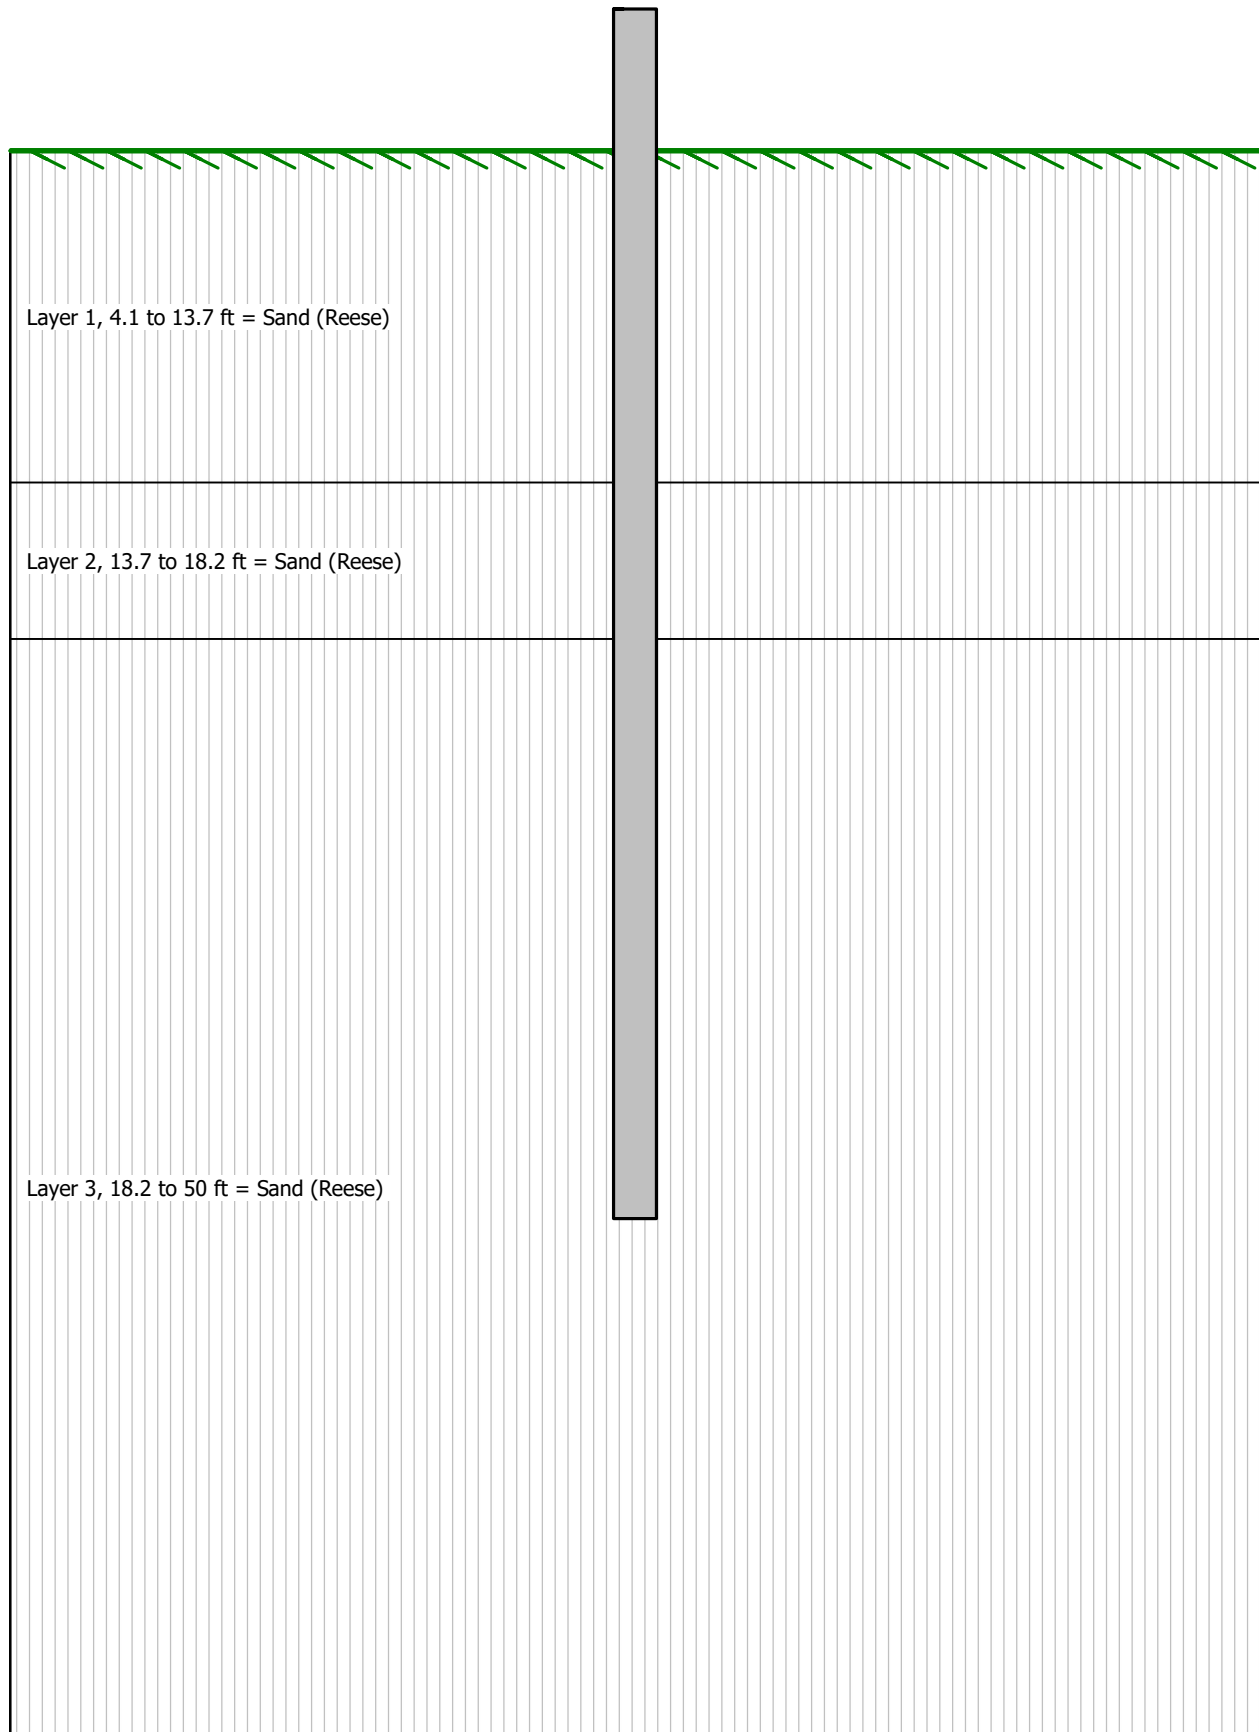 Layer 1, 4.1 to 13.7 ft = Sand (Reese)
Layer 2, 13.7 to 18.2 ft = Sand (Reese)
Layer 3, 18.2 to 50 ft = Sand (Reese)